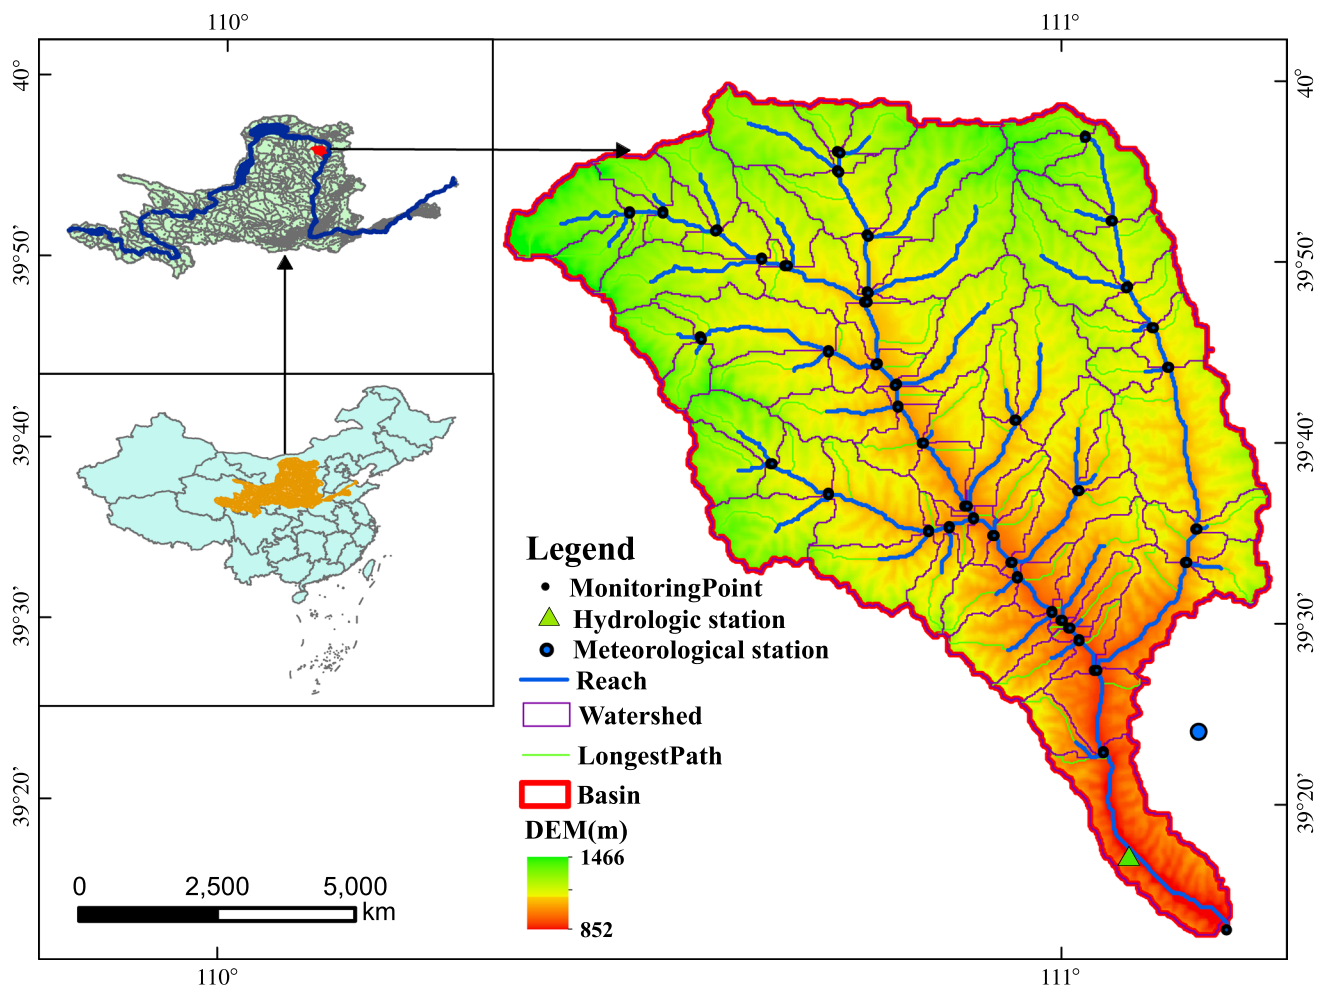 110°
111°
40°
40°
39°50′
39°50′
39°40′
39°40′
39°30′
39°30′
39°20′
39°20′
Legend
MonitoringPoint
Hydrologic station
Meteorological station
Reach
Watershed
LongestPath
Basin
DEM(m)
1466
852
0 2,500 5,000
km
110°
111°